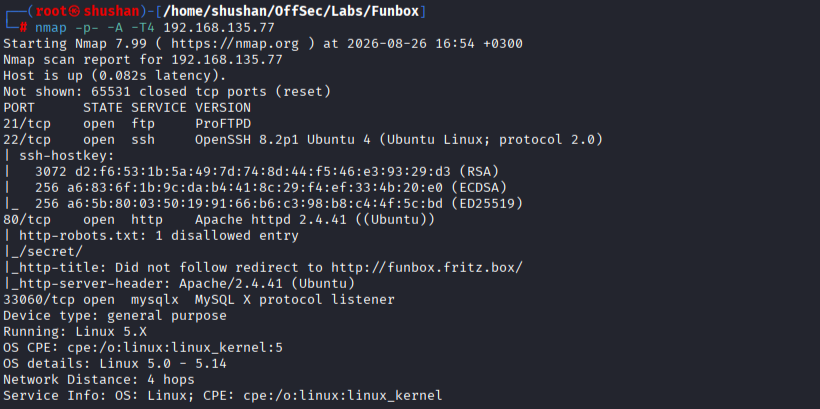 ┌──(root㉿shushan)-[/home/shushan/OffSec/Labs/Funbox]
└─# nmap -p- -A -T4 192.168.135.77
Starting Nmap 7.99 ( https://nmap.org ) at 2026-08-26 16:54 +0300
Nmap scan report for 192.168.135.77
Host is up (0.082s latency).
Not shown: 65531 closed tcp ports (reset)
PORT      STATE SERVICE VERSION
21/tcp    open  ftp     ProFTPD
22/tcp    open  ssh     OpenSSH 8.2p1 Ubuntu 4 (Ubuntu Linux; protocol 2.0)
| ssh-hostkey:
|   3072 d2:f6:53:1b:5a:49:7d:74:8d:44:f5:46:e3:93:29:d3 (RSA)
|   256 a6:83:6f:1b:9c:da:b4:41:8c:29:f4:ef:33:4b:20:e0 (ECDSA)
|_  256 a6:5b:80:03:50:19:91:66:b6:c3:98:b8:c4:4f:5c:bd (ED25519)
80/tcp    open  http    Apache httpd 2.4.41 ((Ubuntu))
| http-robots.txt: 1 disallowed entry
|_/secret/
|_http-title: Did not follow redirect to http://funbox.fritz.box/
|_http-server-header: Apache/2.4.41 (Ubuntu)
33060/tcp open  mysqlx  MySQL X protocol listener
Device type: general purpose
Running: Linux 5.X
OS CPE: cpe:/o:linux:linux_kernel:5
OS details: Linux 5.0 - 5.14
Network Distance: 4 hops
Service Info: OS: Linux; CPE: cpe:/o:linux:linux_kernel